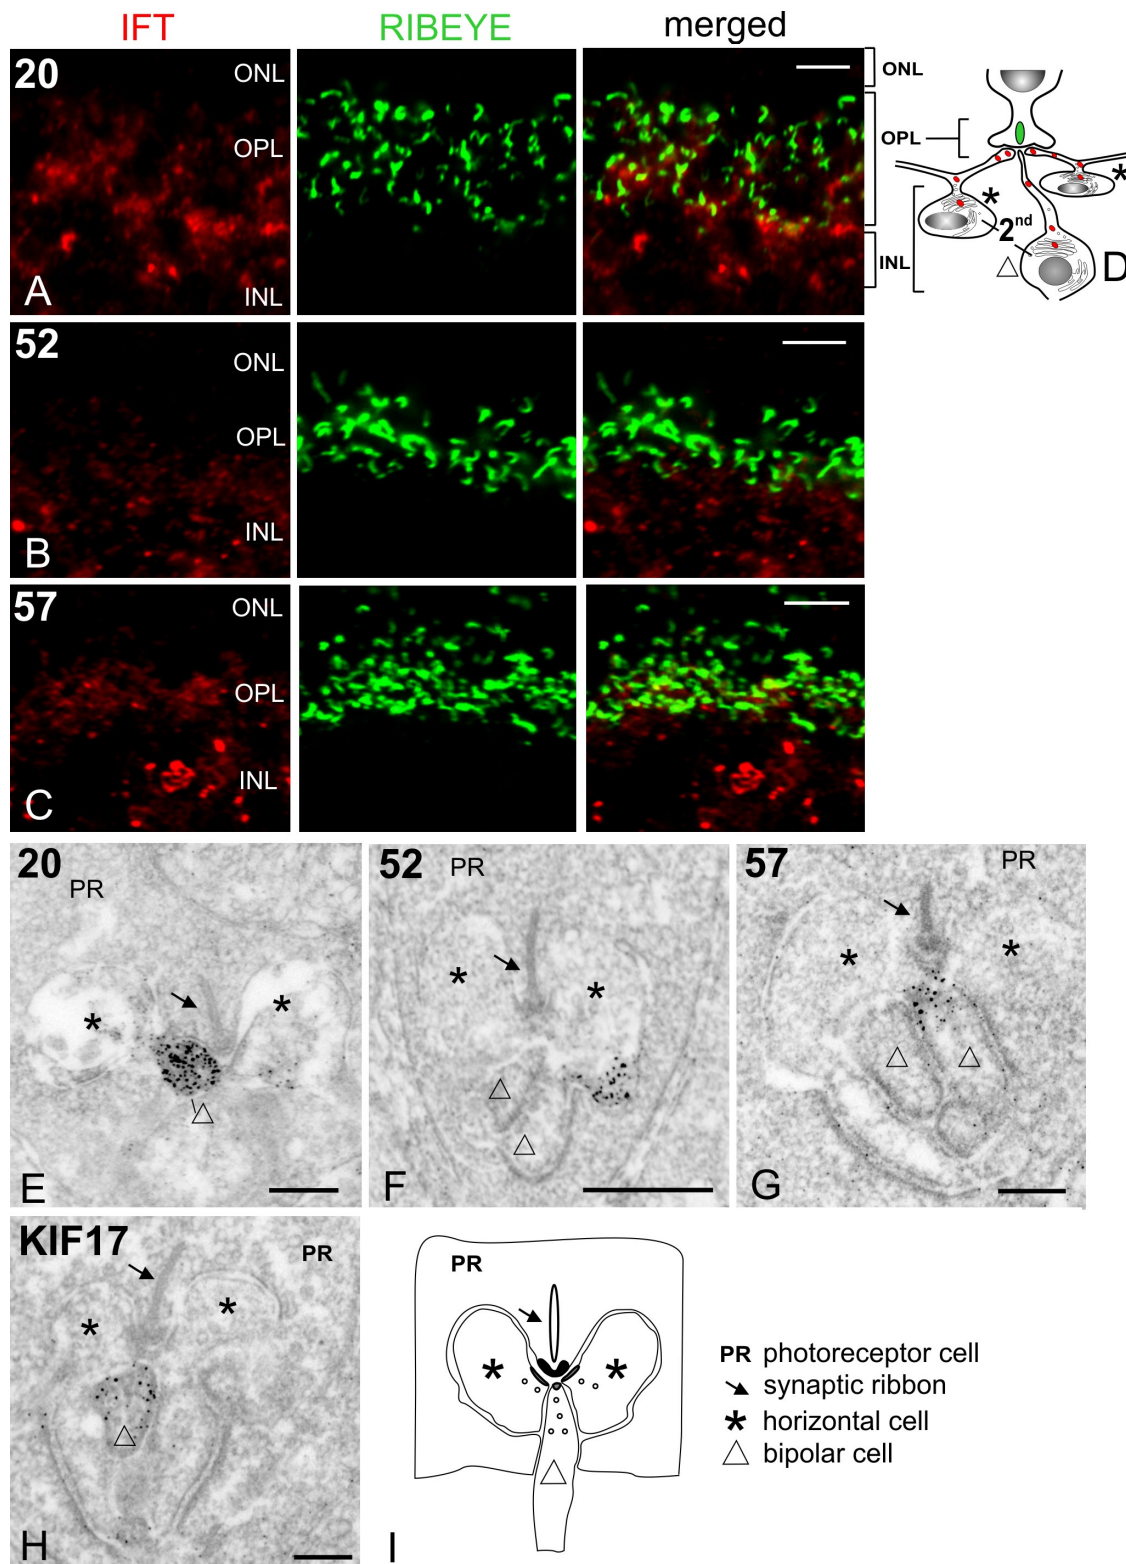 IFT RIBEYE merged
20
ONL
OPL
INL
A
ONL
OPL
INL
*
*
2nd
△
D
52
ONL
OPL
INL
B
57
ONL
OPL
INL
C
20
PR
*
*
△
E
52
PR
*
*
△
△
F
57
PR
*
*
△
△
G
KIF17
PR
*
*
△
H
PR
*
*
△
I
PR photoreceptor cell
synaptic ribbon
* horizontal cell
△ bipolar cell